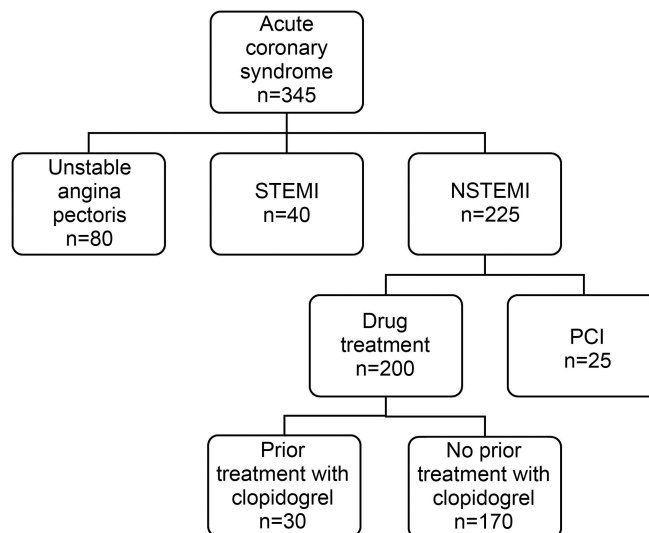 Acute
coronary
syndrome
n=345
Unstable
angina
pectoris
n=80
STEMI
n=40
NSTEMI
n=225
Drug
treatment
n=200
PCI
n=25
Prior
treatment with
clopidogrel
n=30
No prior
treatment with
clopidogrel
n=170